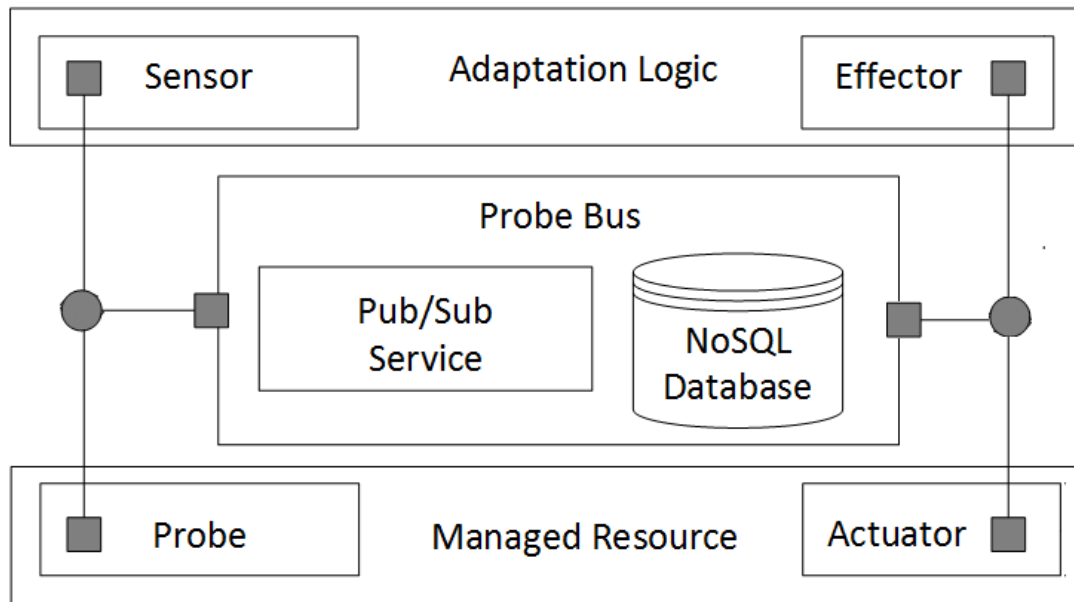 Sensor
Adaptation Logic
Effector
Probe Bus
Pub/Sub
Service
NoSQL
Database
Probe
Managed Resource
Actuator